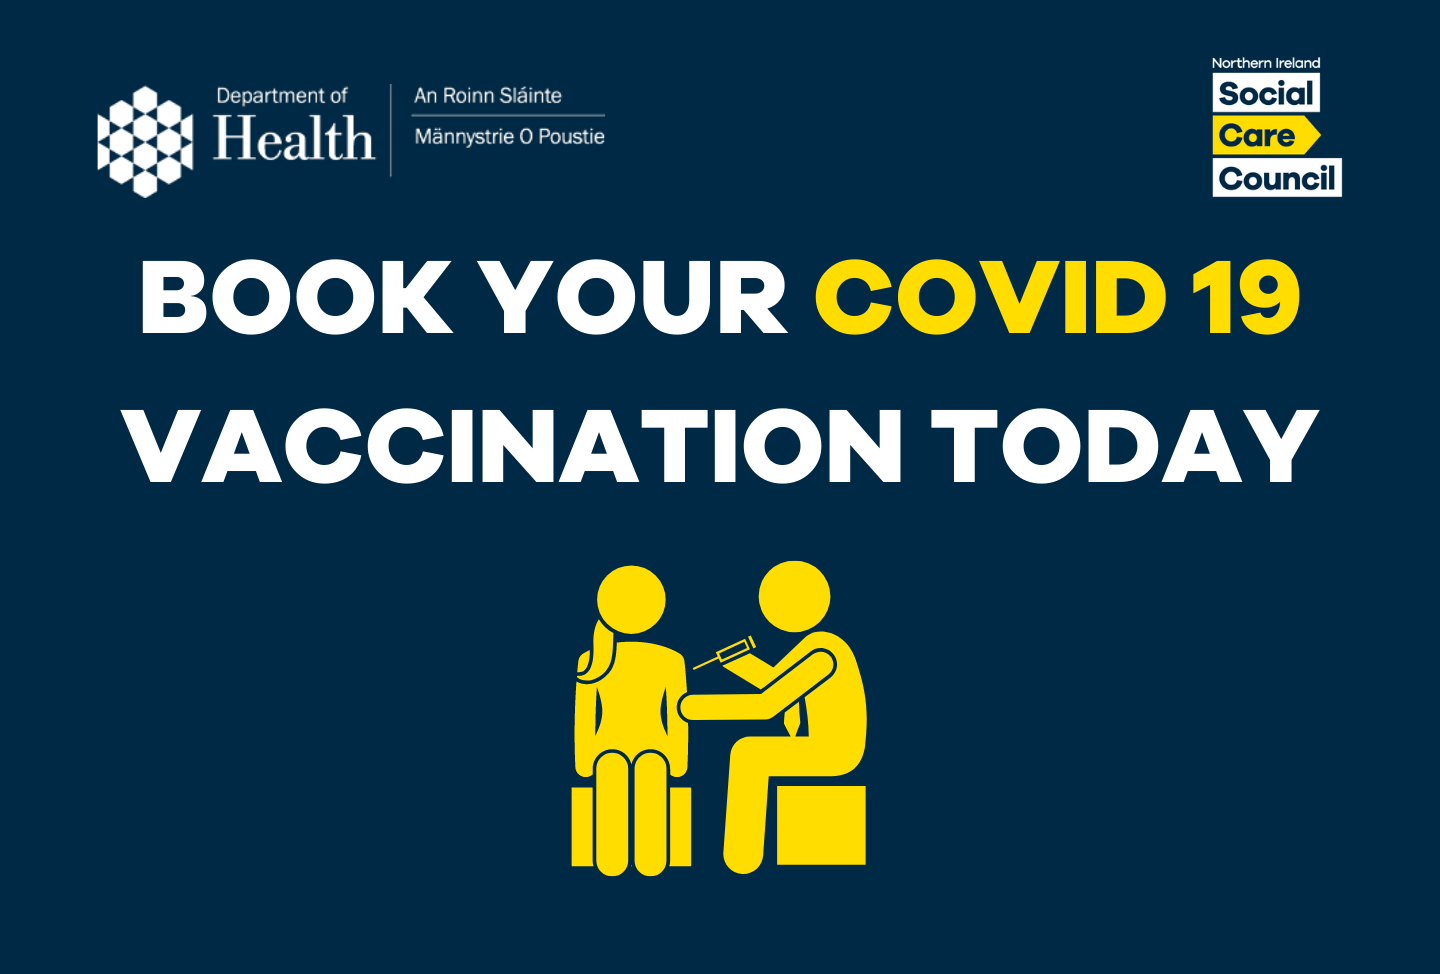 Department of
Health
An Roinn Sláinte
Männystrie O Poustie
Northern Ireland
Social
Care
Council
BOOK YOUR COVID 19
VACCINATION TODAY